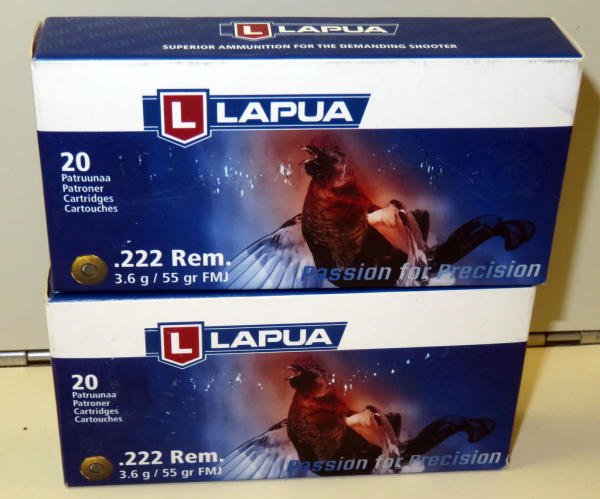 L LAPUA
SUPERIOR AMMUNITION FOR THE DEMANDING SHOOTER
L LAPUA
20
Patruunaa
Patroner
Cartridges
Cartouches
.222 Rem.
3.6 g / 55 gr FMJ
Passion for Precision
L LAPUA
20
Patruunaa
Patroner
Cartridges
Cartouches
.222 Rem.
3.6 g / 55 gr FMJ
Passion for Precision